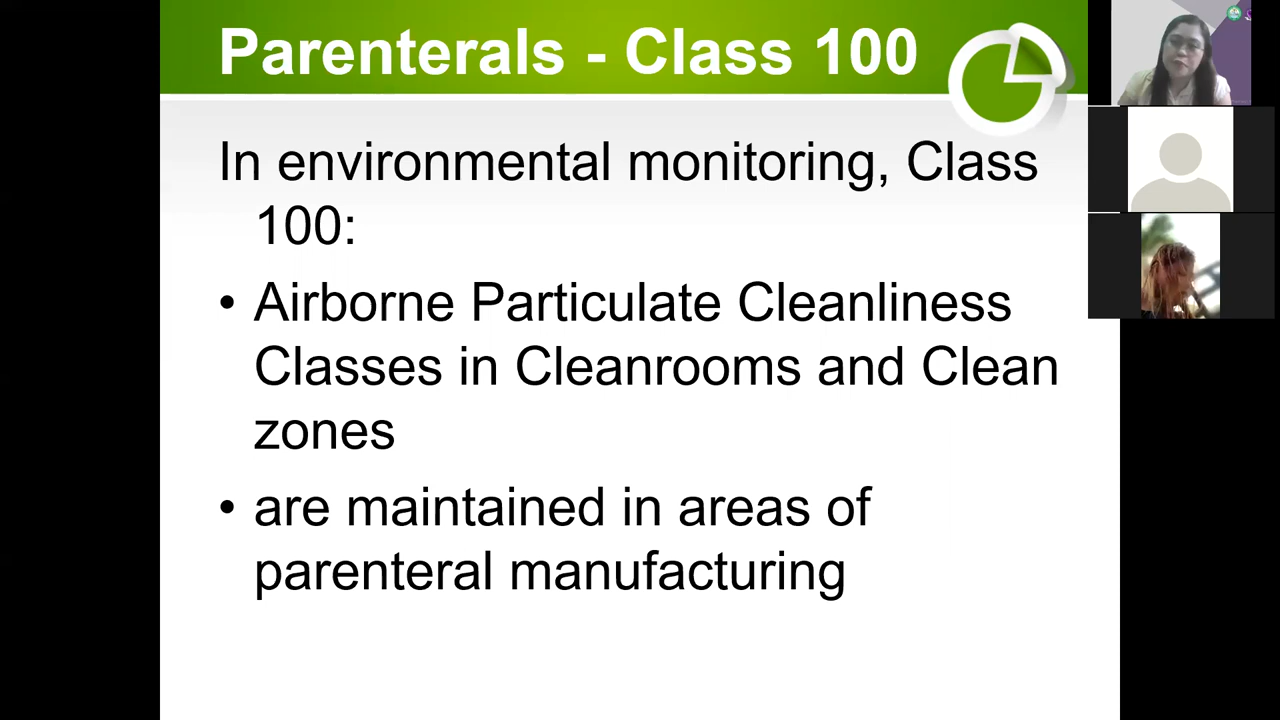 Parenterals - Class 100
In environmental monitoring, Class
100:
• Airborne Particulate Cleanliness
Classes in Cleanrooms and Clean
zones
• are maintained in areas of
parenteral manufacturing